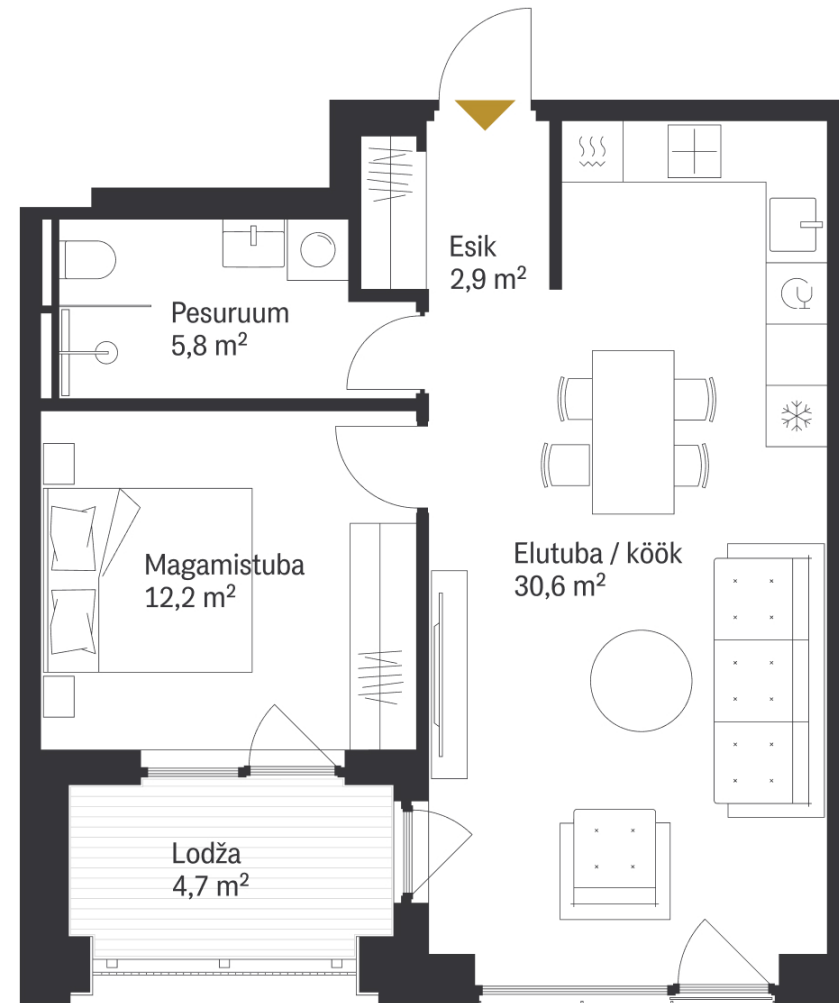 Esik
2,9 m²
Pesuruum
5,8 m²
Elutuba / köök
30,6 m²
Magamistuba
12,2 m²
Lodža
4,7 m²